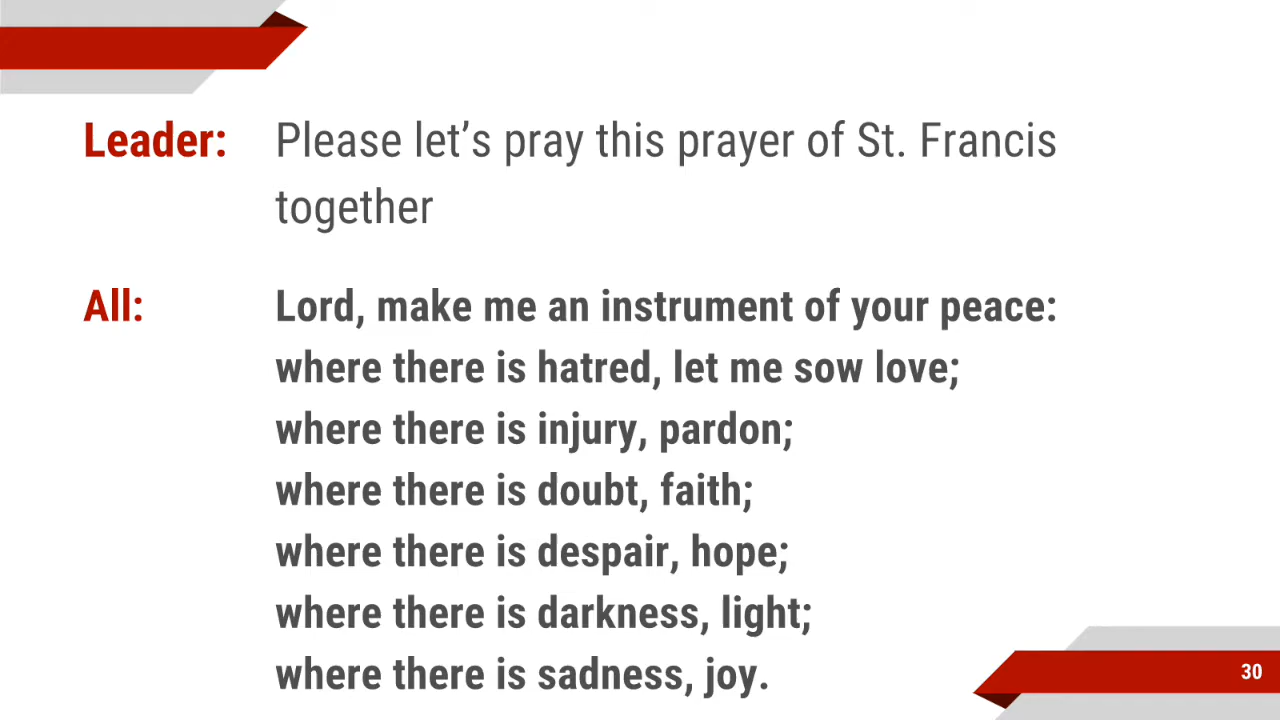 Leader: Please let’s pray this prayer of St. Francis
together
All: Lord, make me an instrument of your peace:
where there is hatred, let me sow love;
where there is injury, pardon;
where there is doubt, faith;
where there is despair, hope;
where there is darkness, light;
where there is sadness, joy.
30